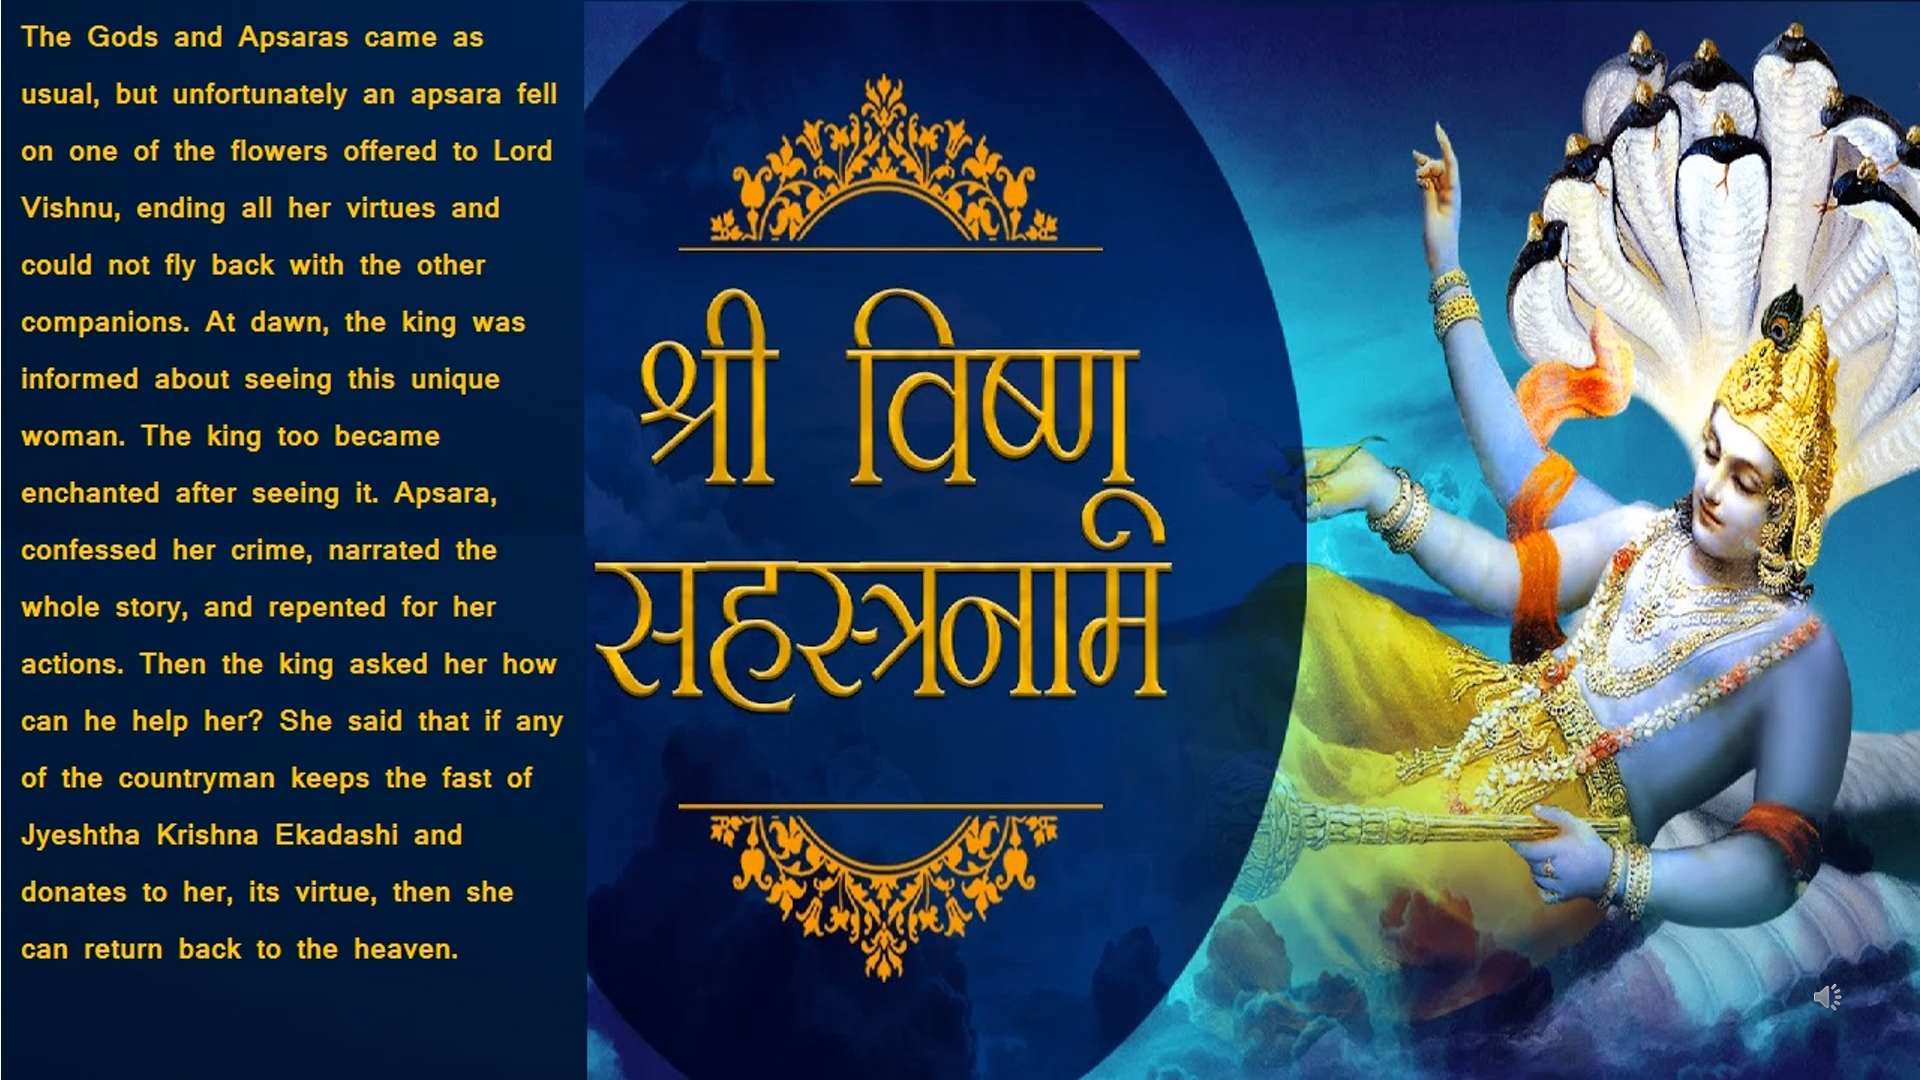 The Gods and Apsaras came as
usual, but unfortunately an apsara fell
on one of the flowers offered to Lord
Vishnu, ending all her virtues and
could not fly back with the other
companions. At dawn, the king was
informed about seeing this unique
woman. The king too became
enchanted after seeing it. Apsara,
confessed her crime, narrated the
whole story, and repented for her
actions. Then the king asked her how
can he help her? She said that if any
of the countryman keeps the fast of
Jyeshtha Krishna Ekadashi and
donates to her, its virtue, then she
can return back to the heaven.
श्री विष्णु
सहस्त्रनाम